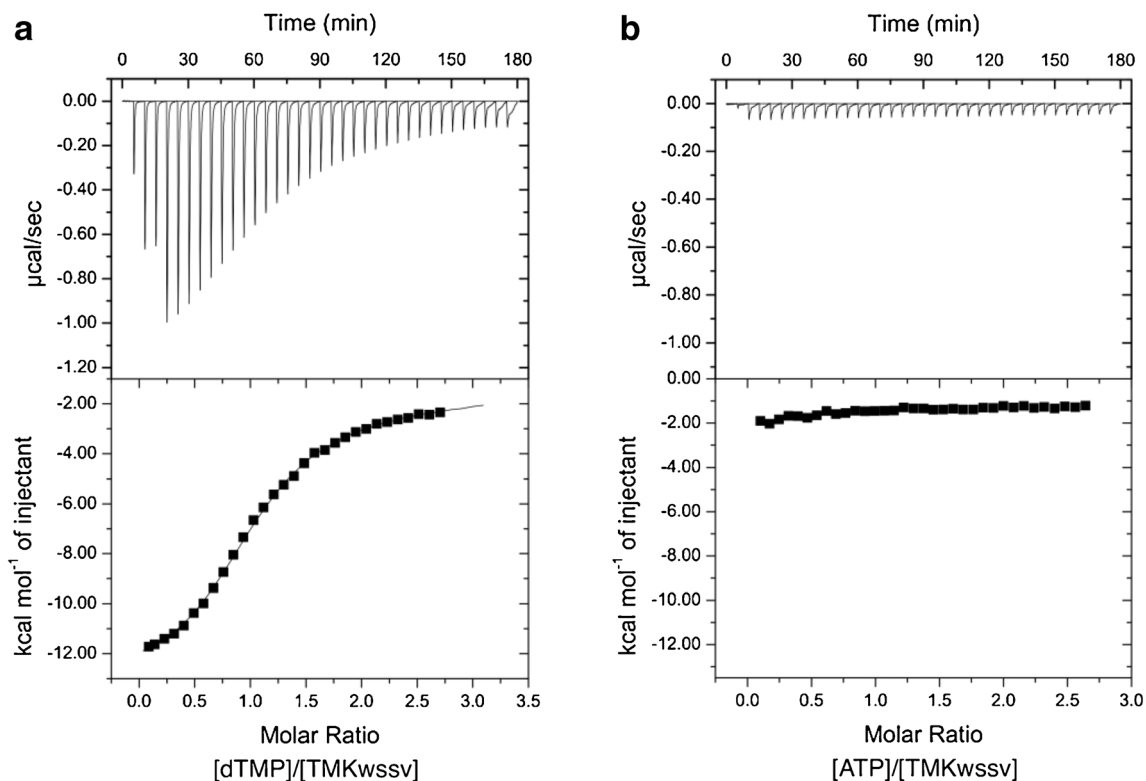 a
Time (min)
0 30 60 90 120 150 180
0.00
-0.20
-0.40
-0.60
-0.80
-1.00
-1.20
µcal/sec
-2.00
-4.00
-6.00
-8.00
-10.00
-12.00
kcal mol⁻¹ of injectant
0.0 0.5 1.0 1.5 2.0 2.5 3.0 3.5
Molar Ratio
[dTMP]/[TMKwssv]
b
Time (min)
0 30 60 90 120 150 180
0.00
-0.20
-0.40
-0.60
-0.80
-1.00
0.00
µcal/sec
-2.00
-4.00
-6.00
-8.00
-10.00
-12.00
kcal mol⁻¹ of injectant
0.0 0.5 1.0 1.5 2.0 2.5 3.0
Molar Ratio
[ATP]/[TMKwssv]